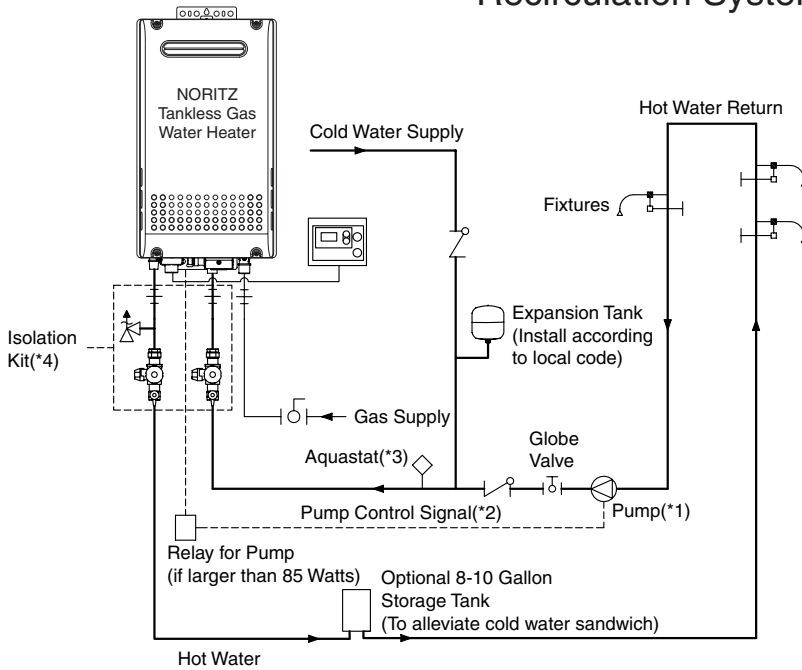 Recirculation System
NORITZ
Tankless Gas
Water Heater
Cold Water Supply
Hot Water Return
Fixtures
Isolation
Kit(*4)
Expansion Tank
(Install according
to local code)
Gas Supply
Globe
Valve
Aquastat(*3)
Pump Control Signal(*2)
Pump(*1)
Relay for Pump
(if larger than 85 Watts)
Optional 8-10 Gallon
Storage Tank
(To alleviate cold water sandwich)
Hot Water